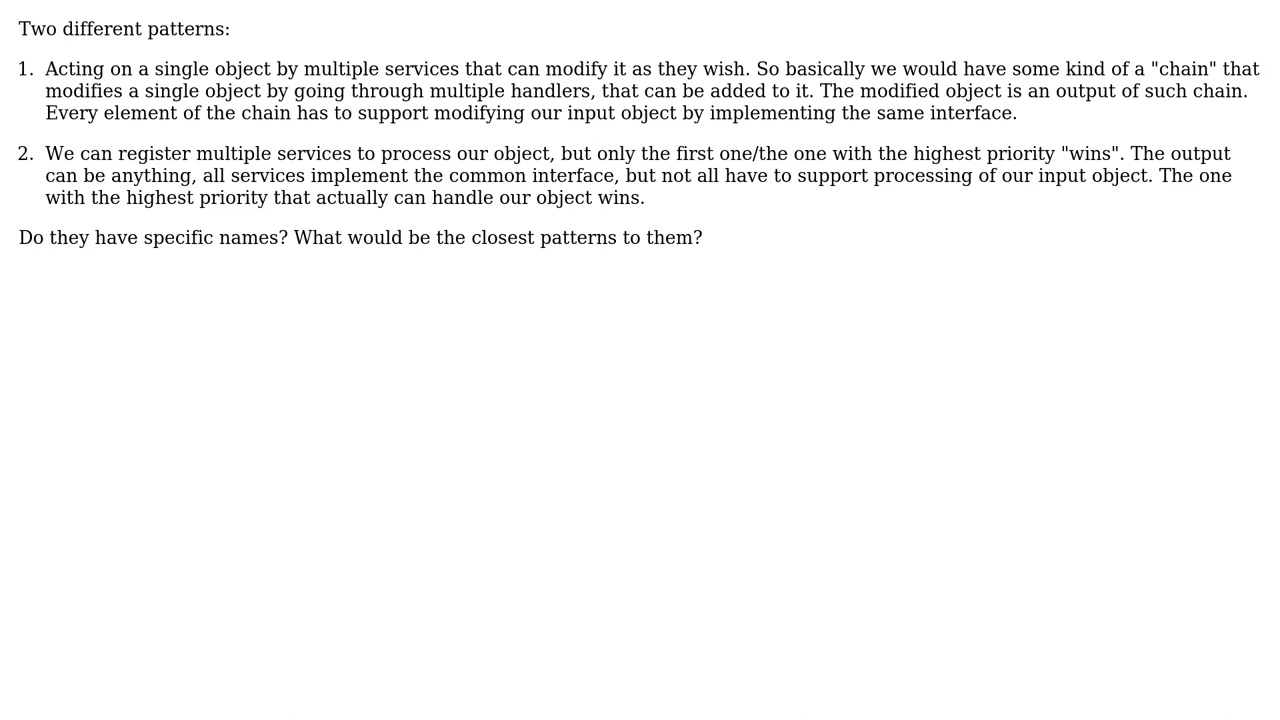 Two different patterns:
1. Acting on a single object by multiple services that can modify it as they wish. So basically we would have some kind of a "chain" that
modifies a single object by going through multiple handlers, that can be added to it. The modified object is an output of such chain.
Every element of the chain has to support modifying our input object by implementing the same interface.
2. We can register multiple services to process our object, but only the first one/the one with the highest priority "wins". The output
can be anything, all services implement the common interface, but not all have to support processing of our input object. The one
with the highest priority that actually can handle our object wins.
Do they have specific names? What would be the closest patterns to them?